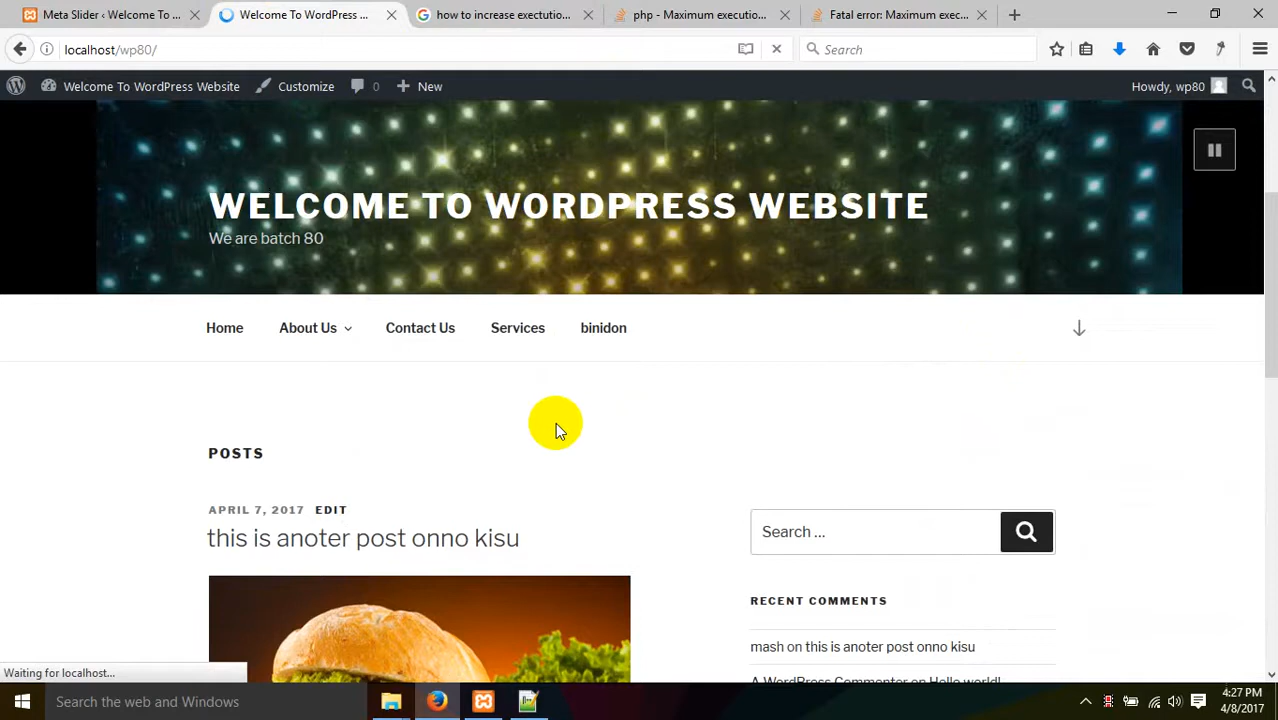 Meta Slider ‹ Welcome To ...
Welcome To WordPress ...
how to increase executio...
php - Maximum executio...
Fatal error: Maximum exec...
localhost/wp80/
Search
Welcome To WordPress Website
Customize
0
New
Howdy, wp80
WELCOME TO WORDPRESS WEBSITE
We are batch 80
Home
About Us
Contact Us
Services
binidon
POSTS
APRIL 7, 2017 EDIT
this is anoter post onno kisu
Search ...
RECENT COMMENTS
mash on this is anoter post onno kisu
A WordPress Commenter on Hello world!
Waiting for localhost...
Search the web and Windows
4:27 PM
4/8/2017